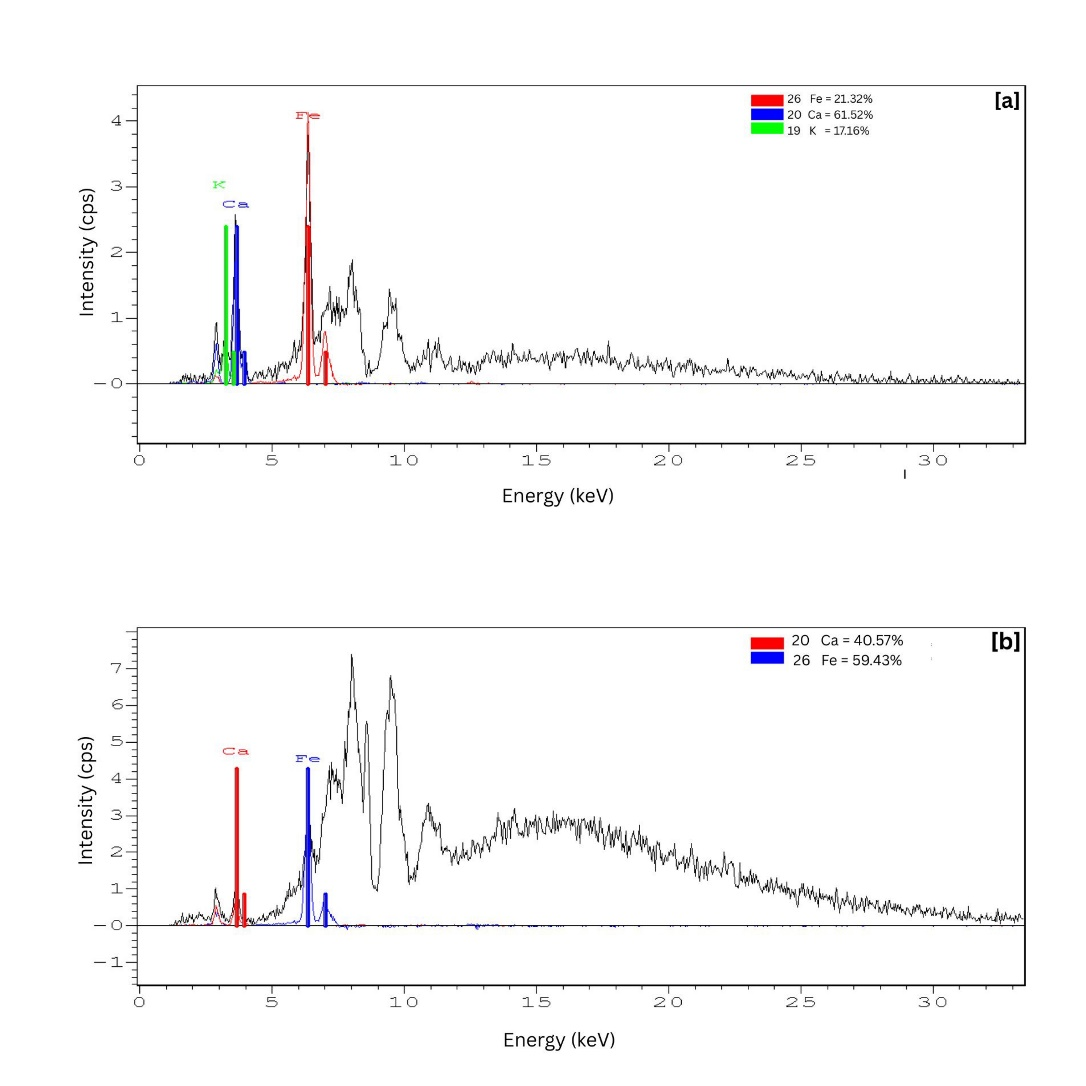 [a]
26 Fe = 21.32%
20 Ca = 61.52%
19 K = 17.16%
Fe
K
Ca
4
3
2
1
0
Intensity (cps)
0 5 10 15 20 25 30
Energy (keV)
[b]
20 Ca = 40.57%
26 Fe = 59.43%
Ca
Fe
7
6
5
4
3
2
1
0
-1
Intensity (cps)
0 5 10 15 20 25 30
Energy (keV)